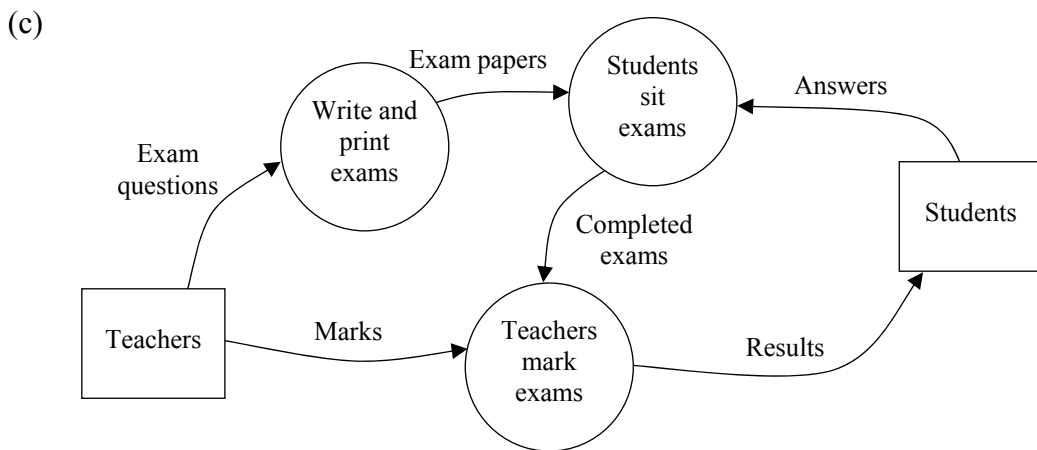 (c)
Exam papers
Students
sit
exams
Answers
Write and
print
exams
Exam
questions
Students
Completed
exams
Teachers
Marks
Teachers
mark
exams
Results